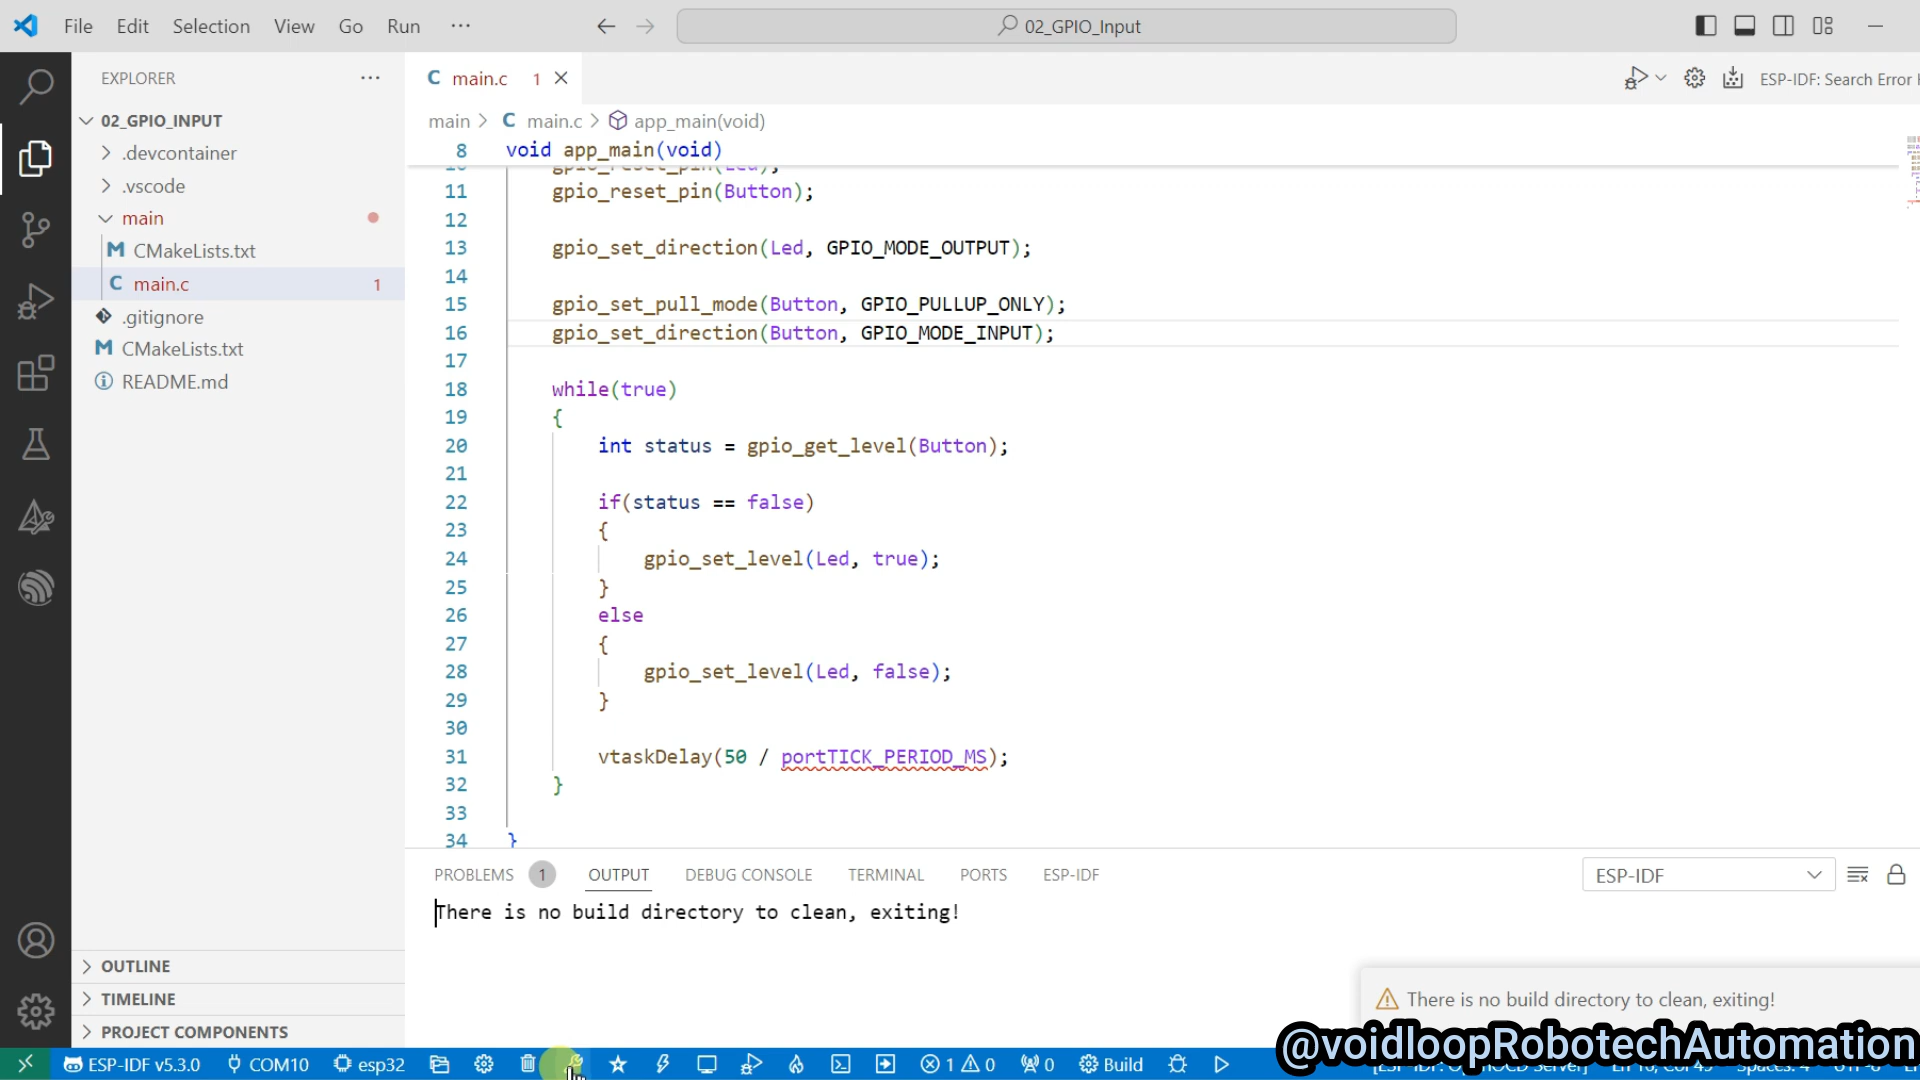 File Edit Selection View Go Run ··· 02_GPIO_Input
EXPLORER ···
02_GPIO_INPUT
.devcontainer
.vscode
main
CMakeLists.txt
C main.c 1
.gitignore
CMakeLists.txt
README.md
OUTLINE
TIMELINE
PROJECT COMPONENTS
C main.c 1
ESP-IDF: Search Error
main > C main.c > app_main(void)
8 void app_main(void)
10 gpio_reset_pin(Led);
11 gpio_reset_pin(Button);
12
13 gpio_set_direction(Led, GPIO_MODE_OUTPUT);
14
15 gpio_set_pull_mode(Button, GPIO_PULLUP_ONLY);
16 gpio_set_direction(Button, GPIO_MODE_INPUT);
17
18 while(true)
19 {
20 int status = gpio_get_level(Button);
21
22 if(status == false)
23 {
24 gpio_set_level(Led, true);
25 }
26 else
27 {
28 gpio_set_level(Led, false);
29 }
30
31 vtaskDelay(50 / portTICK_PERIOD_MS);
32 }
33
34 }
PROBLEMS 1 OUTPUT DEBUG CONSOLE TERMINAL PORTS ESP-IDF ESP-IDF
There is no build directory to clean, exiting!
There is no build directory to clean, exiting!
@voidloopRobotechAutomation
ESP-IDF v5.3.0 COM10 esp32 1 0 0 Build